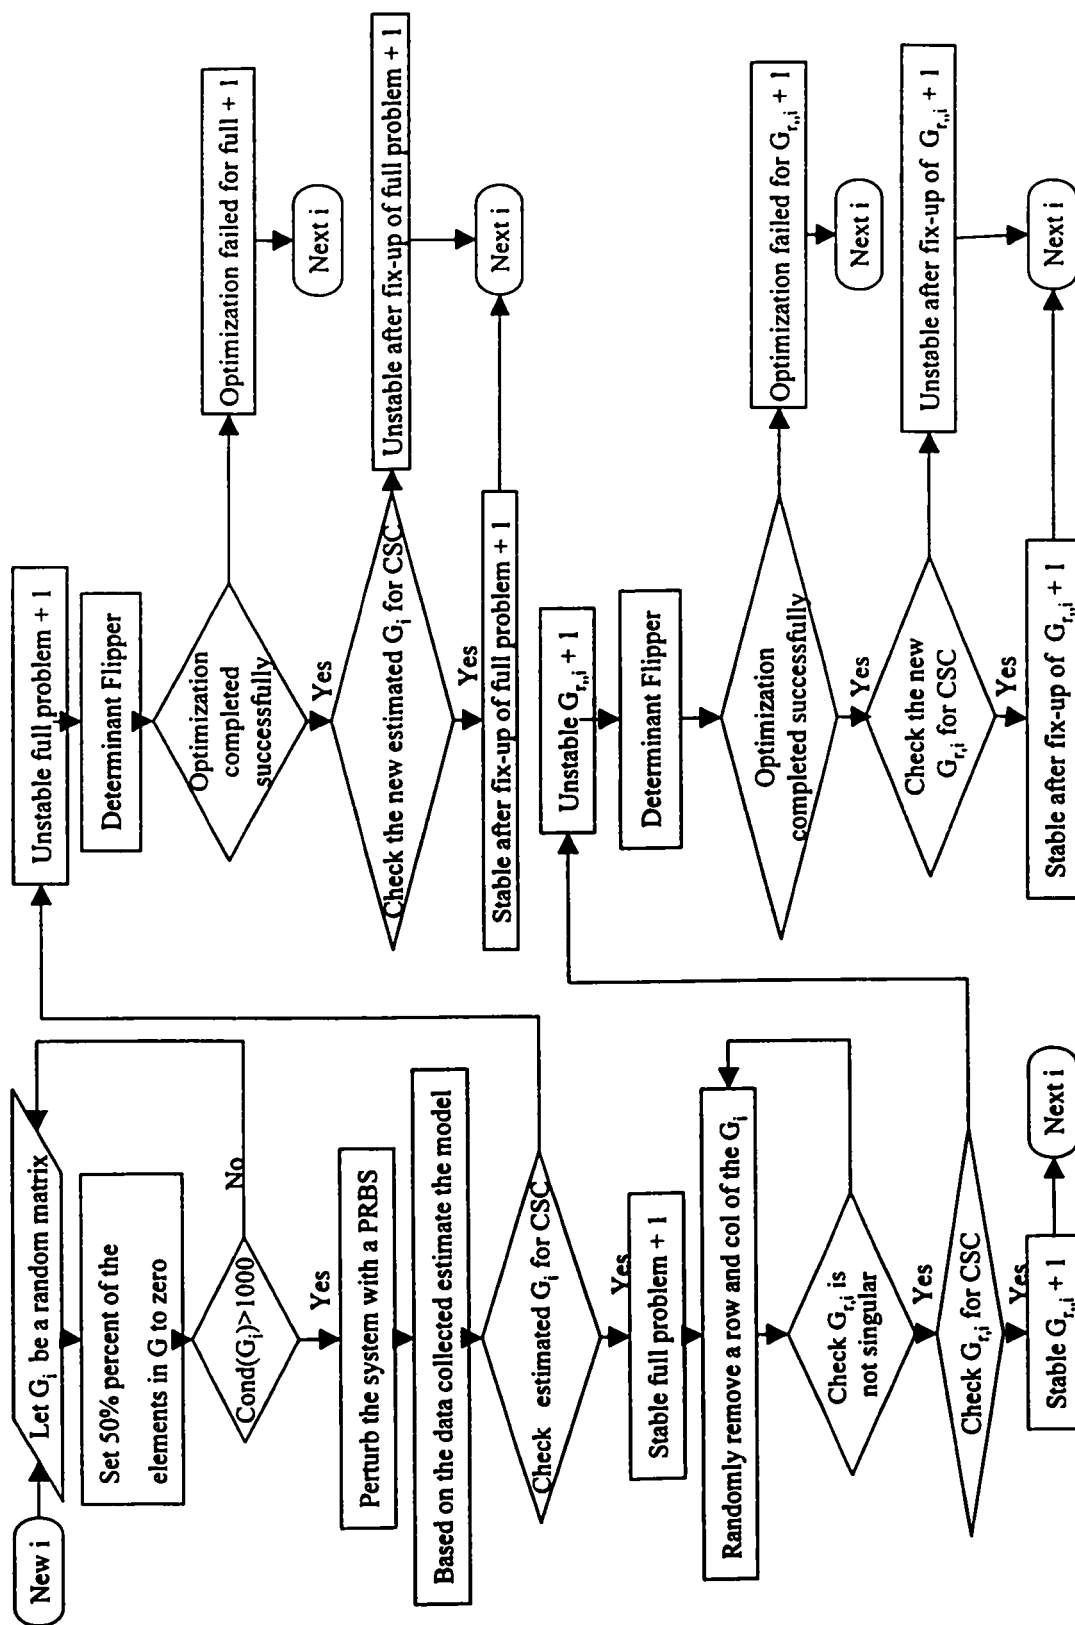 New i
Let G_i be a random matrix
Set 50% percent of the
elements in G to zero
Cond(G_i)>1000
No
Yes
Perturb the system with a PRBS
Based on the data collected estimate the model
Check estimated G_i for CSC
Yes
Stable full problem + 1
Randomly remove a row and col of the G_i
Check G_r,i is
not singular
Yes
Check G_r,i for CSC
Yes
Stable G_r,,i + 1
Next i
Unstable full problem + 1
Determinant Flipper
Optimization
completed
successfully
Optimization failed for full + 1
Next i
Yes
Check the new estimated G_i for CSC
Unstable after fix-up of full problem + 1
Yes
Stable after fix-up of full problem + 1
Next i
Unstable G_r,,i + 1
Determinant Flipper
Optimization
completed successfully
Optimization failed for G_r,,i + 1
Next i
Yes
Check the new
G_r,i for CSC
Unstable after fix-up of G_r,,i + 1
Yes
Stable after fix-up of G_r,,i + 1
Next i